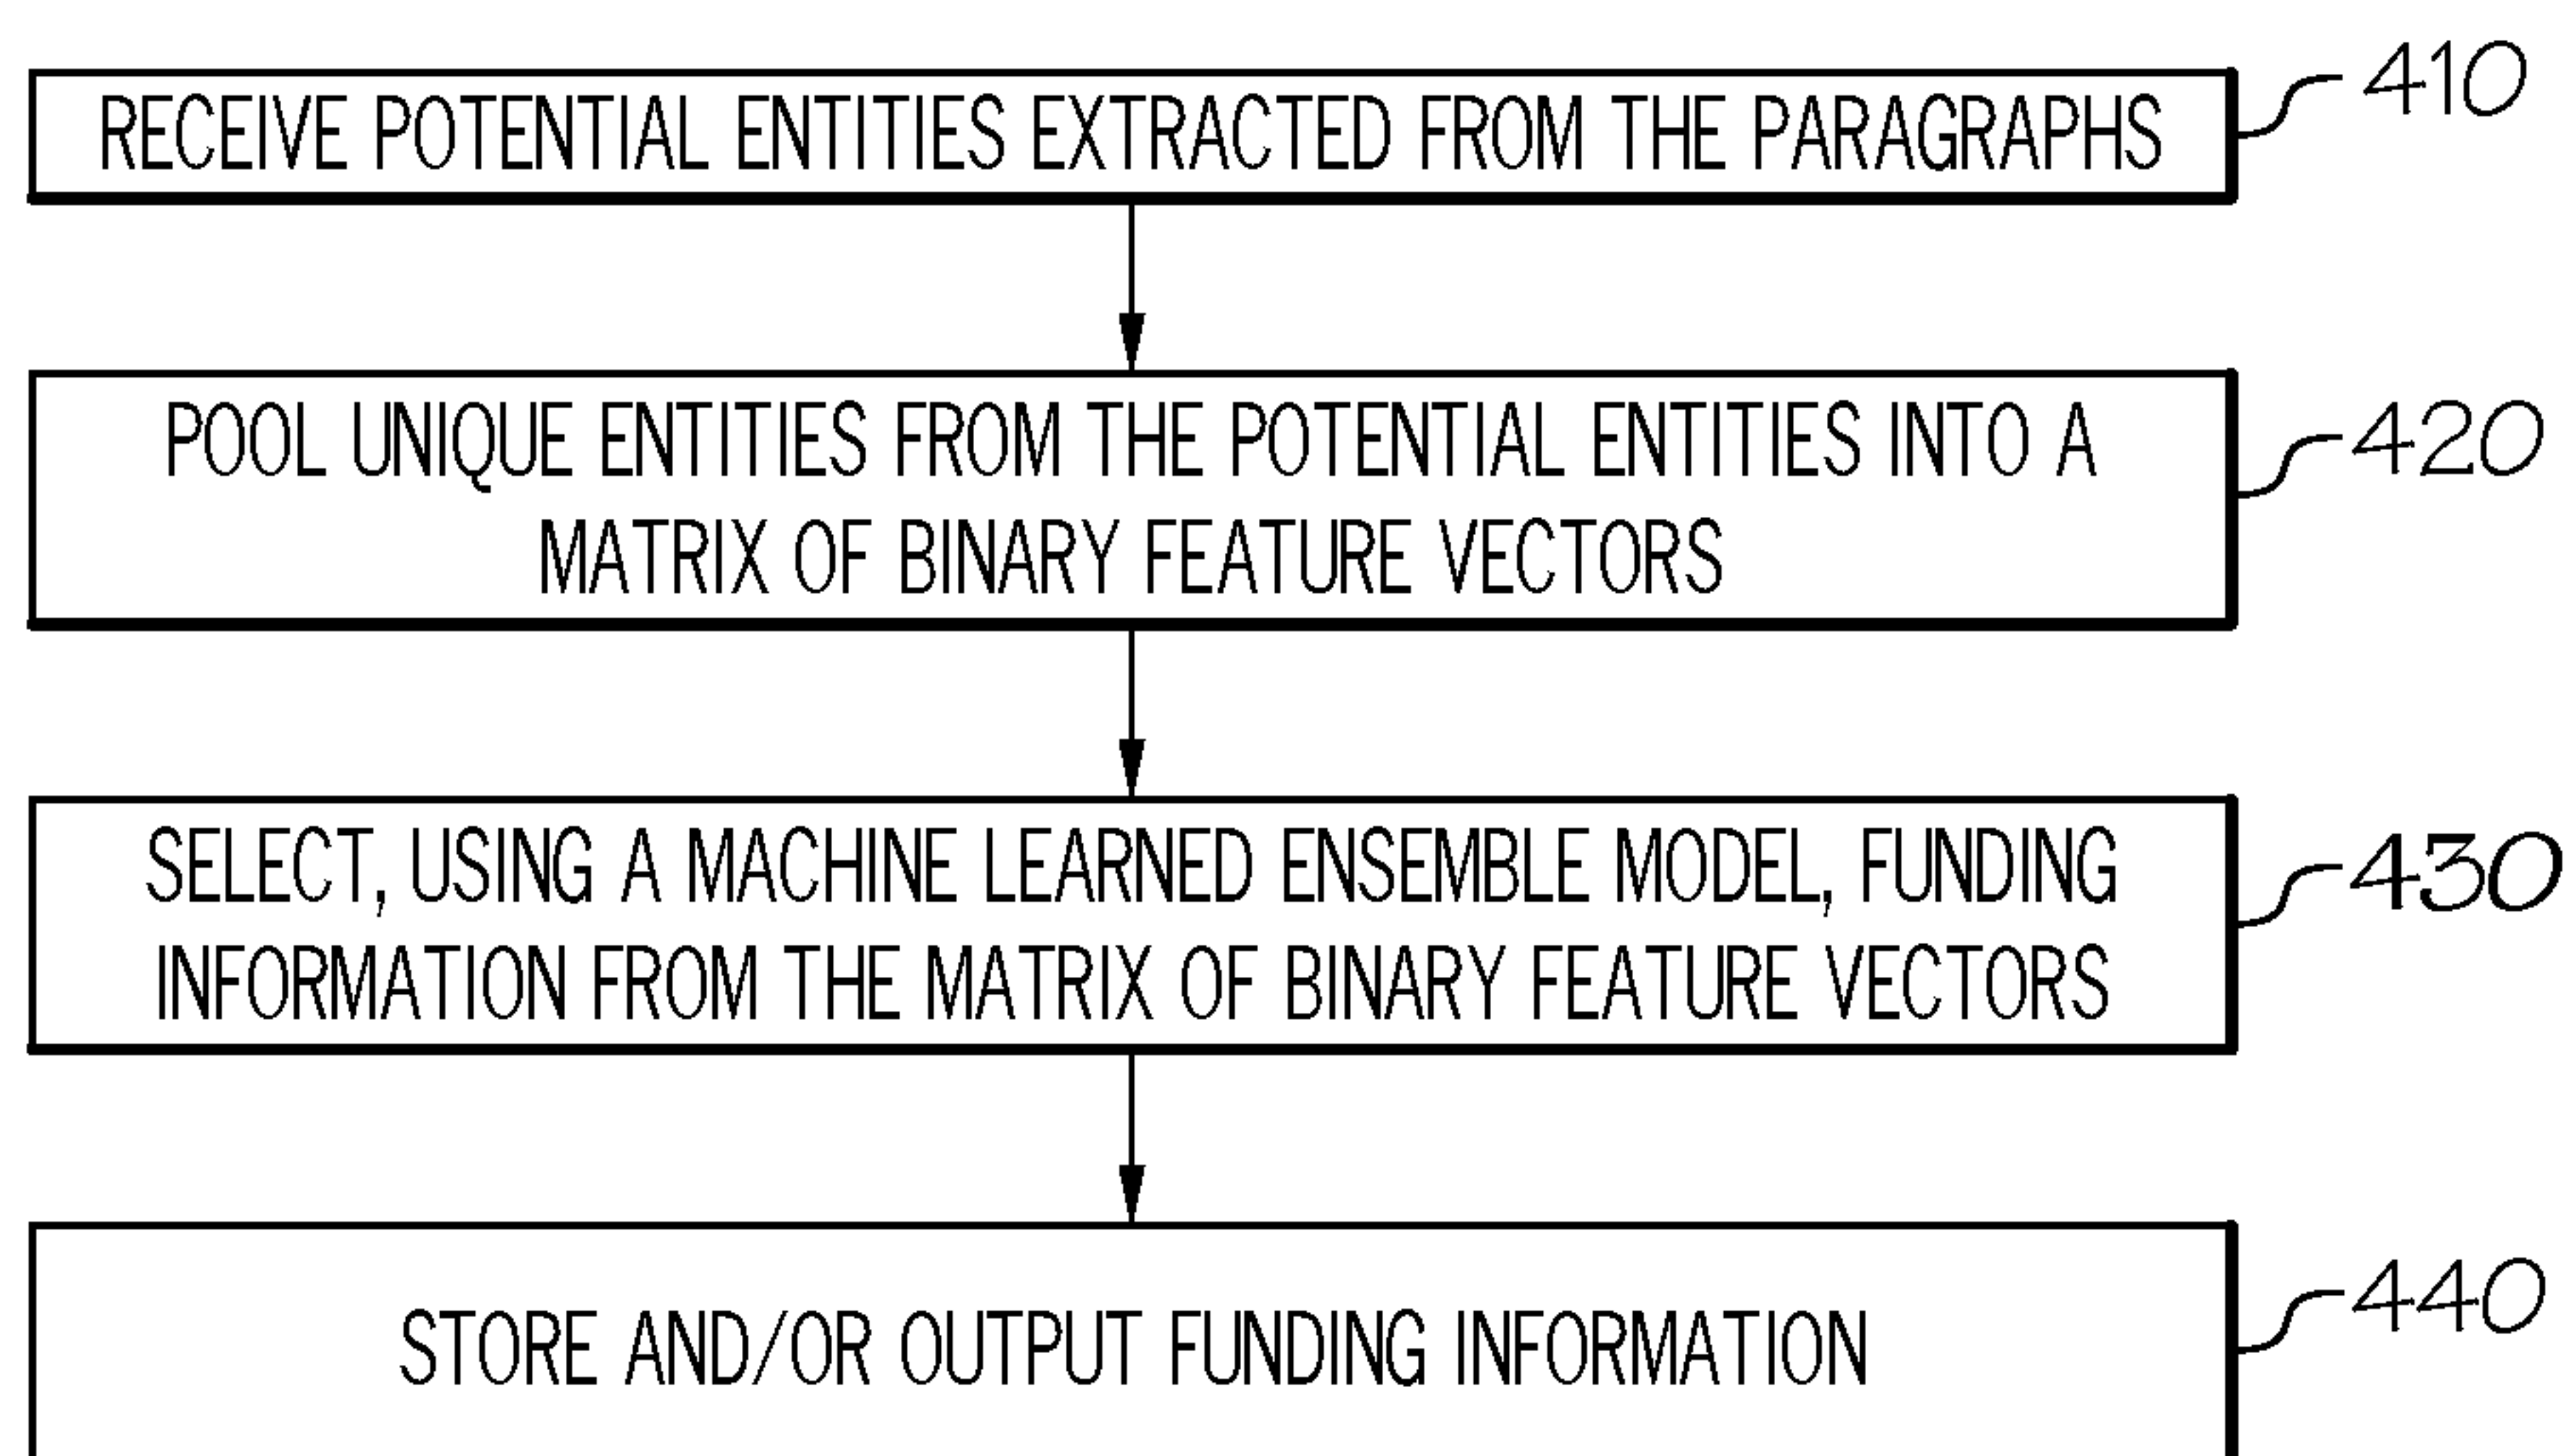 RECEIVE POTENTIAL ENTITIES EXTRACTED FROM THE PARAGRAPHS
410
POOL UNIQUE ENTITIES FROM THE POTENTIAL ENTITIES INTO A
MATRIX OF BINARY FEATURE VECTORS
420
SELECT, USING A MACHINE LEARNED ENSEMBLE MODEL, FUNDING
INFORMATION FROM THE MATRIX OF BINARY FEATURE VECTORS
430
STORE AND/OR OUTPUT FUNDING INFORMATION
440